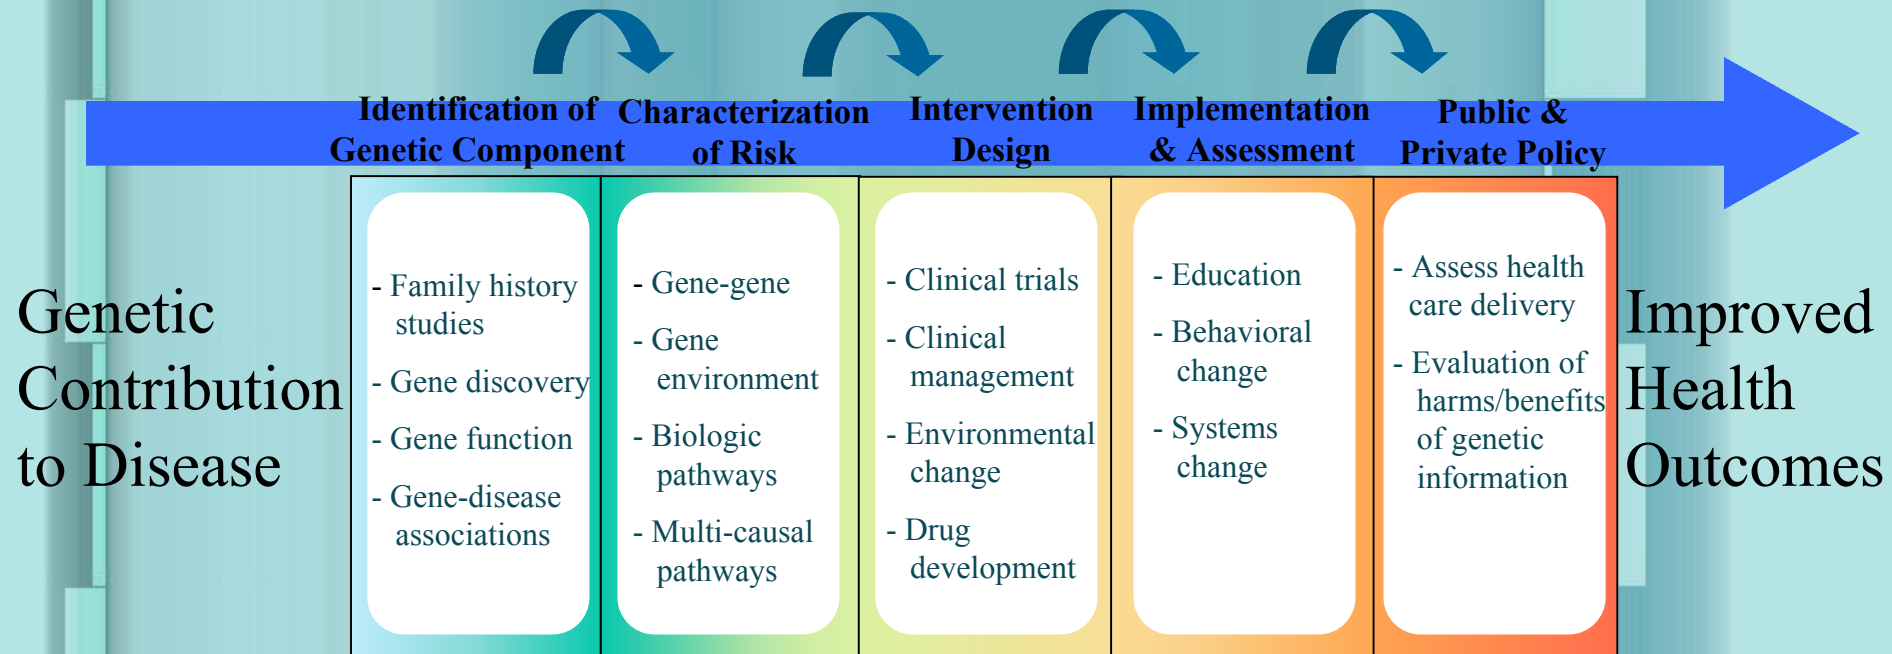 Identification of
Genetic Component
Characterization
of Risk
Intervention
Design
Implementation
& Assessment
Public &
Private Policy
Genetic
Contribution
to Disease
- Family history
studies
- Gene discovery
- Gene function
- Gene-disease
associations
- Gene-gene
- Gene
environment
- Biologic
pathways
- Multi-causal
pathways
- Clinical trials
- Clinical
management
- Environmental
change
- Drug
development
- Education
- Behavioral
change
- Systems
change
- Assess health
care delivery
- Evaluation of
harms/benefits
of genetic
information
Improved
Health
Outcomes